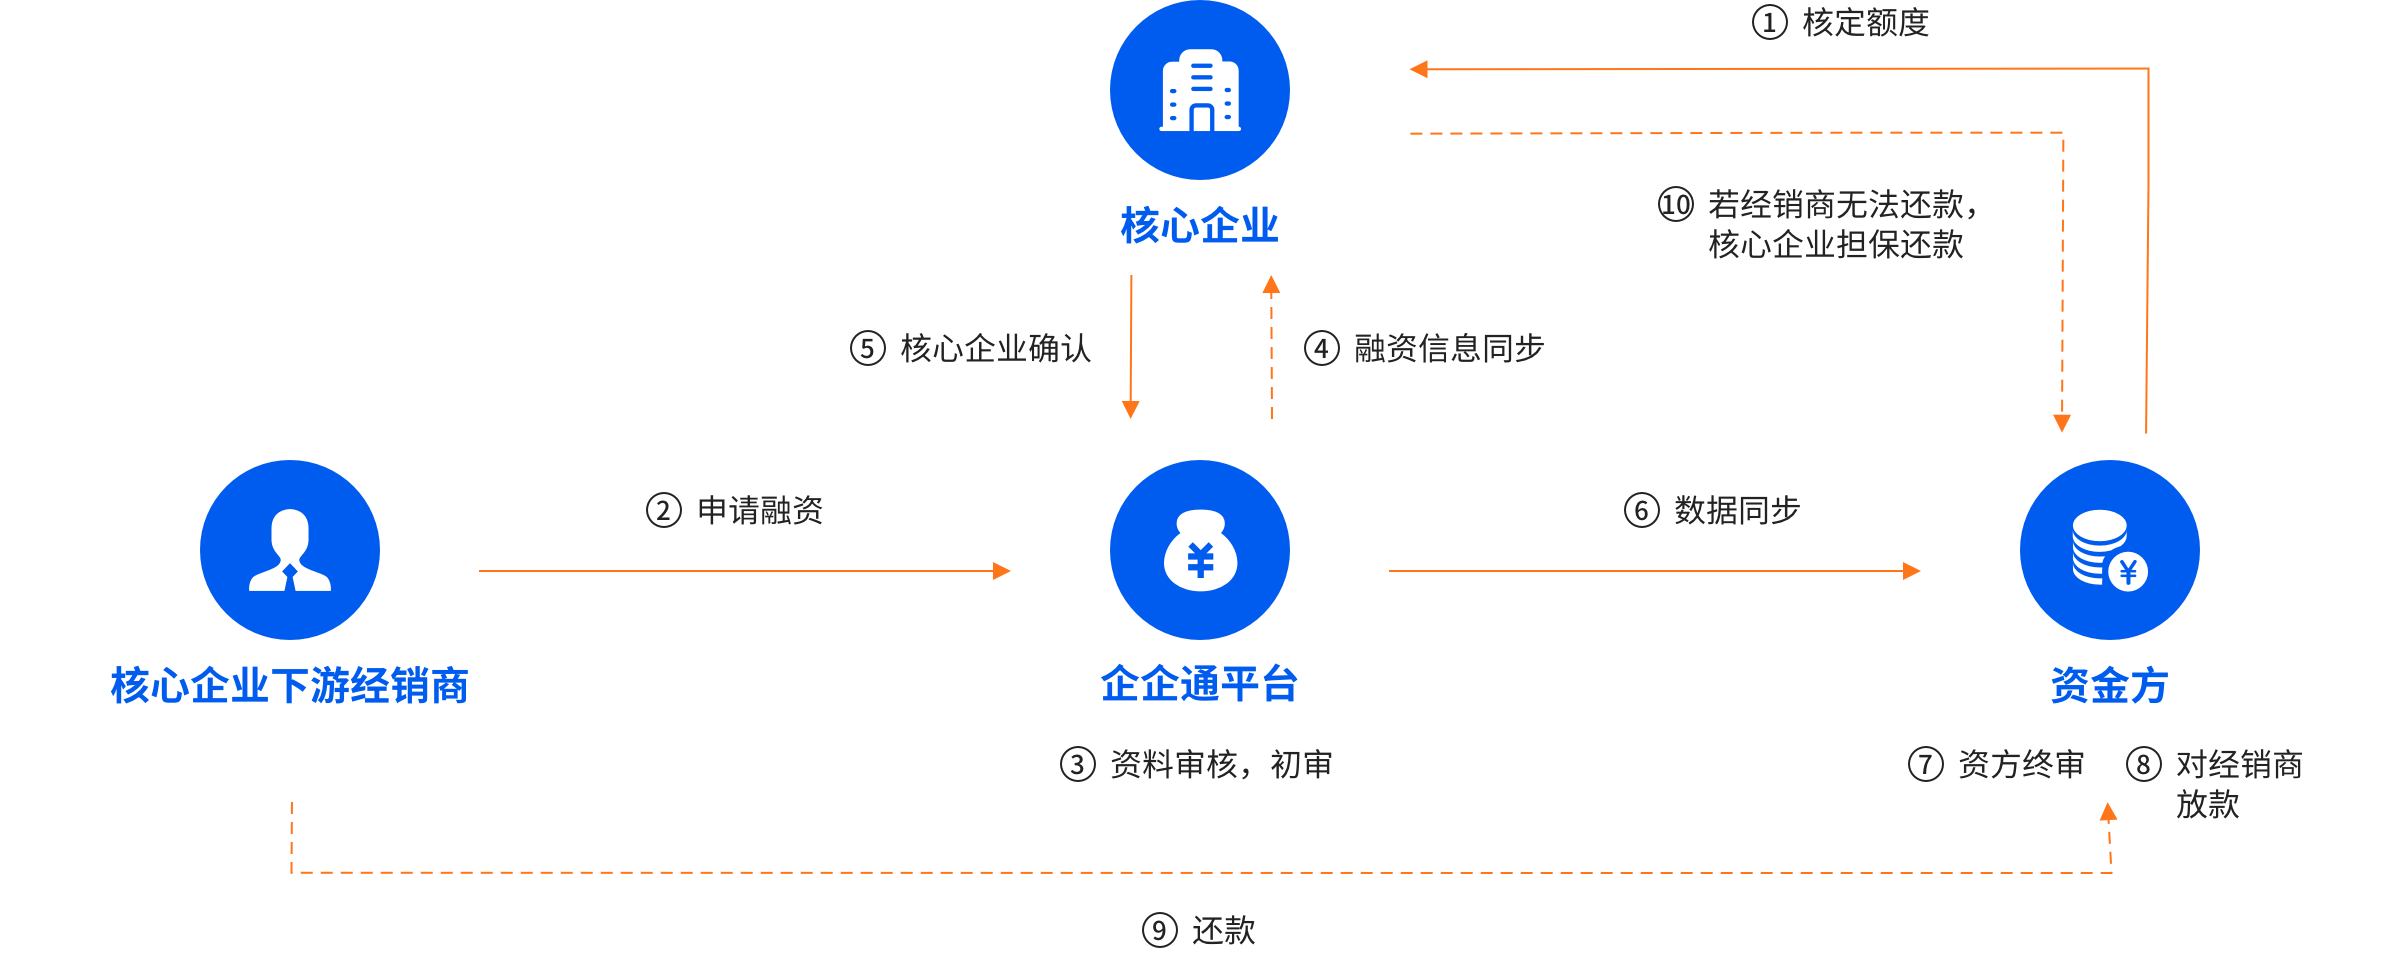 ① 核定额度
⑩ 若经销商无法还款，
核心企业担保还款
核心企业
⑤ 核心企业确认
④ 融资信息同步
② 申请融资
⑥ 数据同步
¥
¥
核心企业下游经销商
企企通平台
资金方
③ 资料审核，初审
⑦ 资方终审
⑧ 对经销商
放款
⑨ 还款